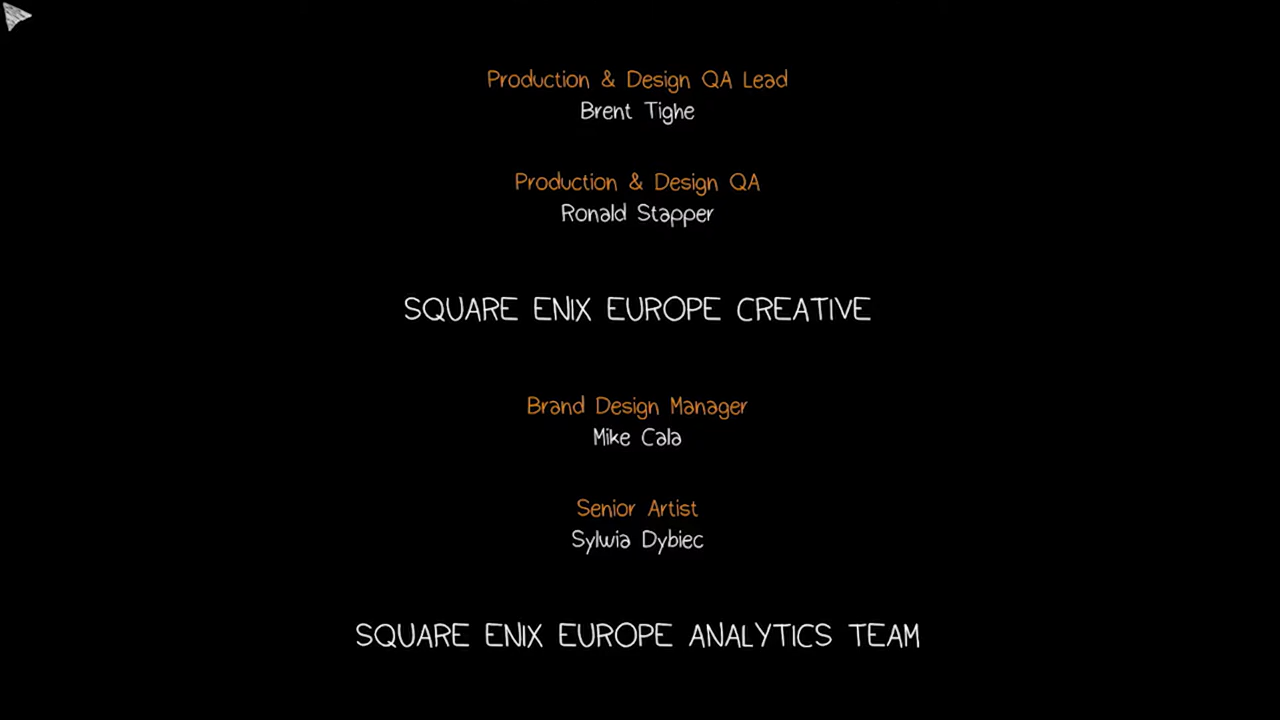 Production & Design QA Lead
Brent Tighe
Production & Design QA
Ronald Stapper
SQUARE ENIX EUROPE CREATIVE
Brand Design Manager
Mike Cala
Senior Artist
Sylwia Dybiec
SQUARE ENIX EUROPE ANALYTICS TEAM